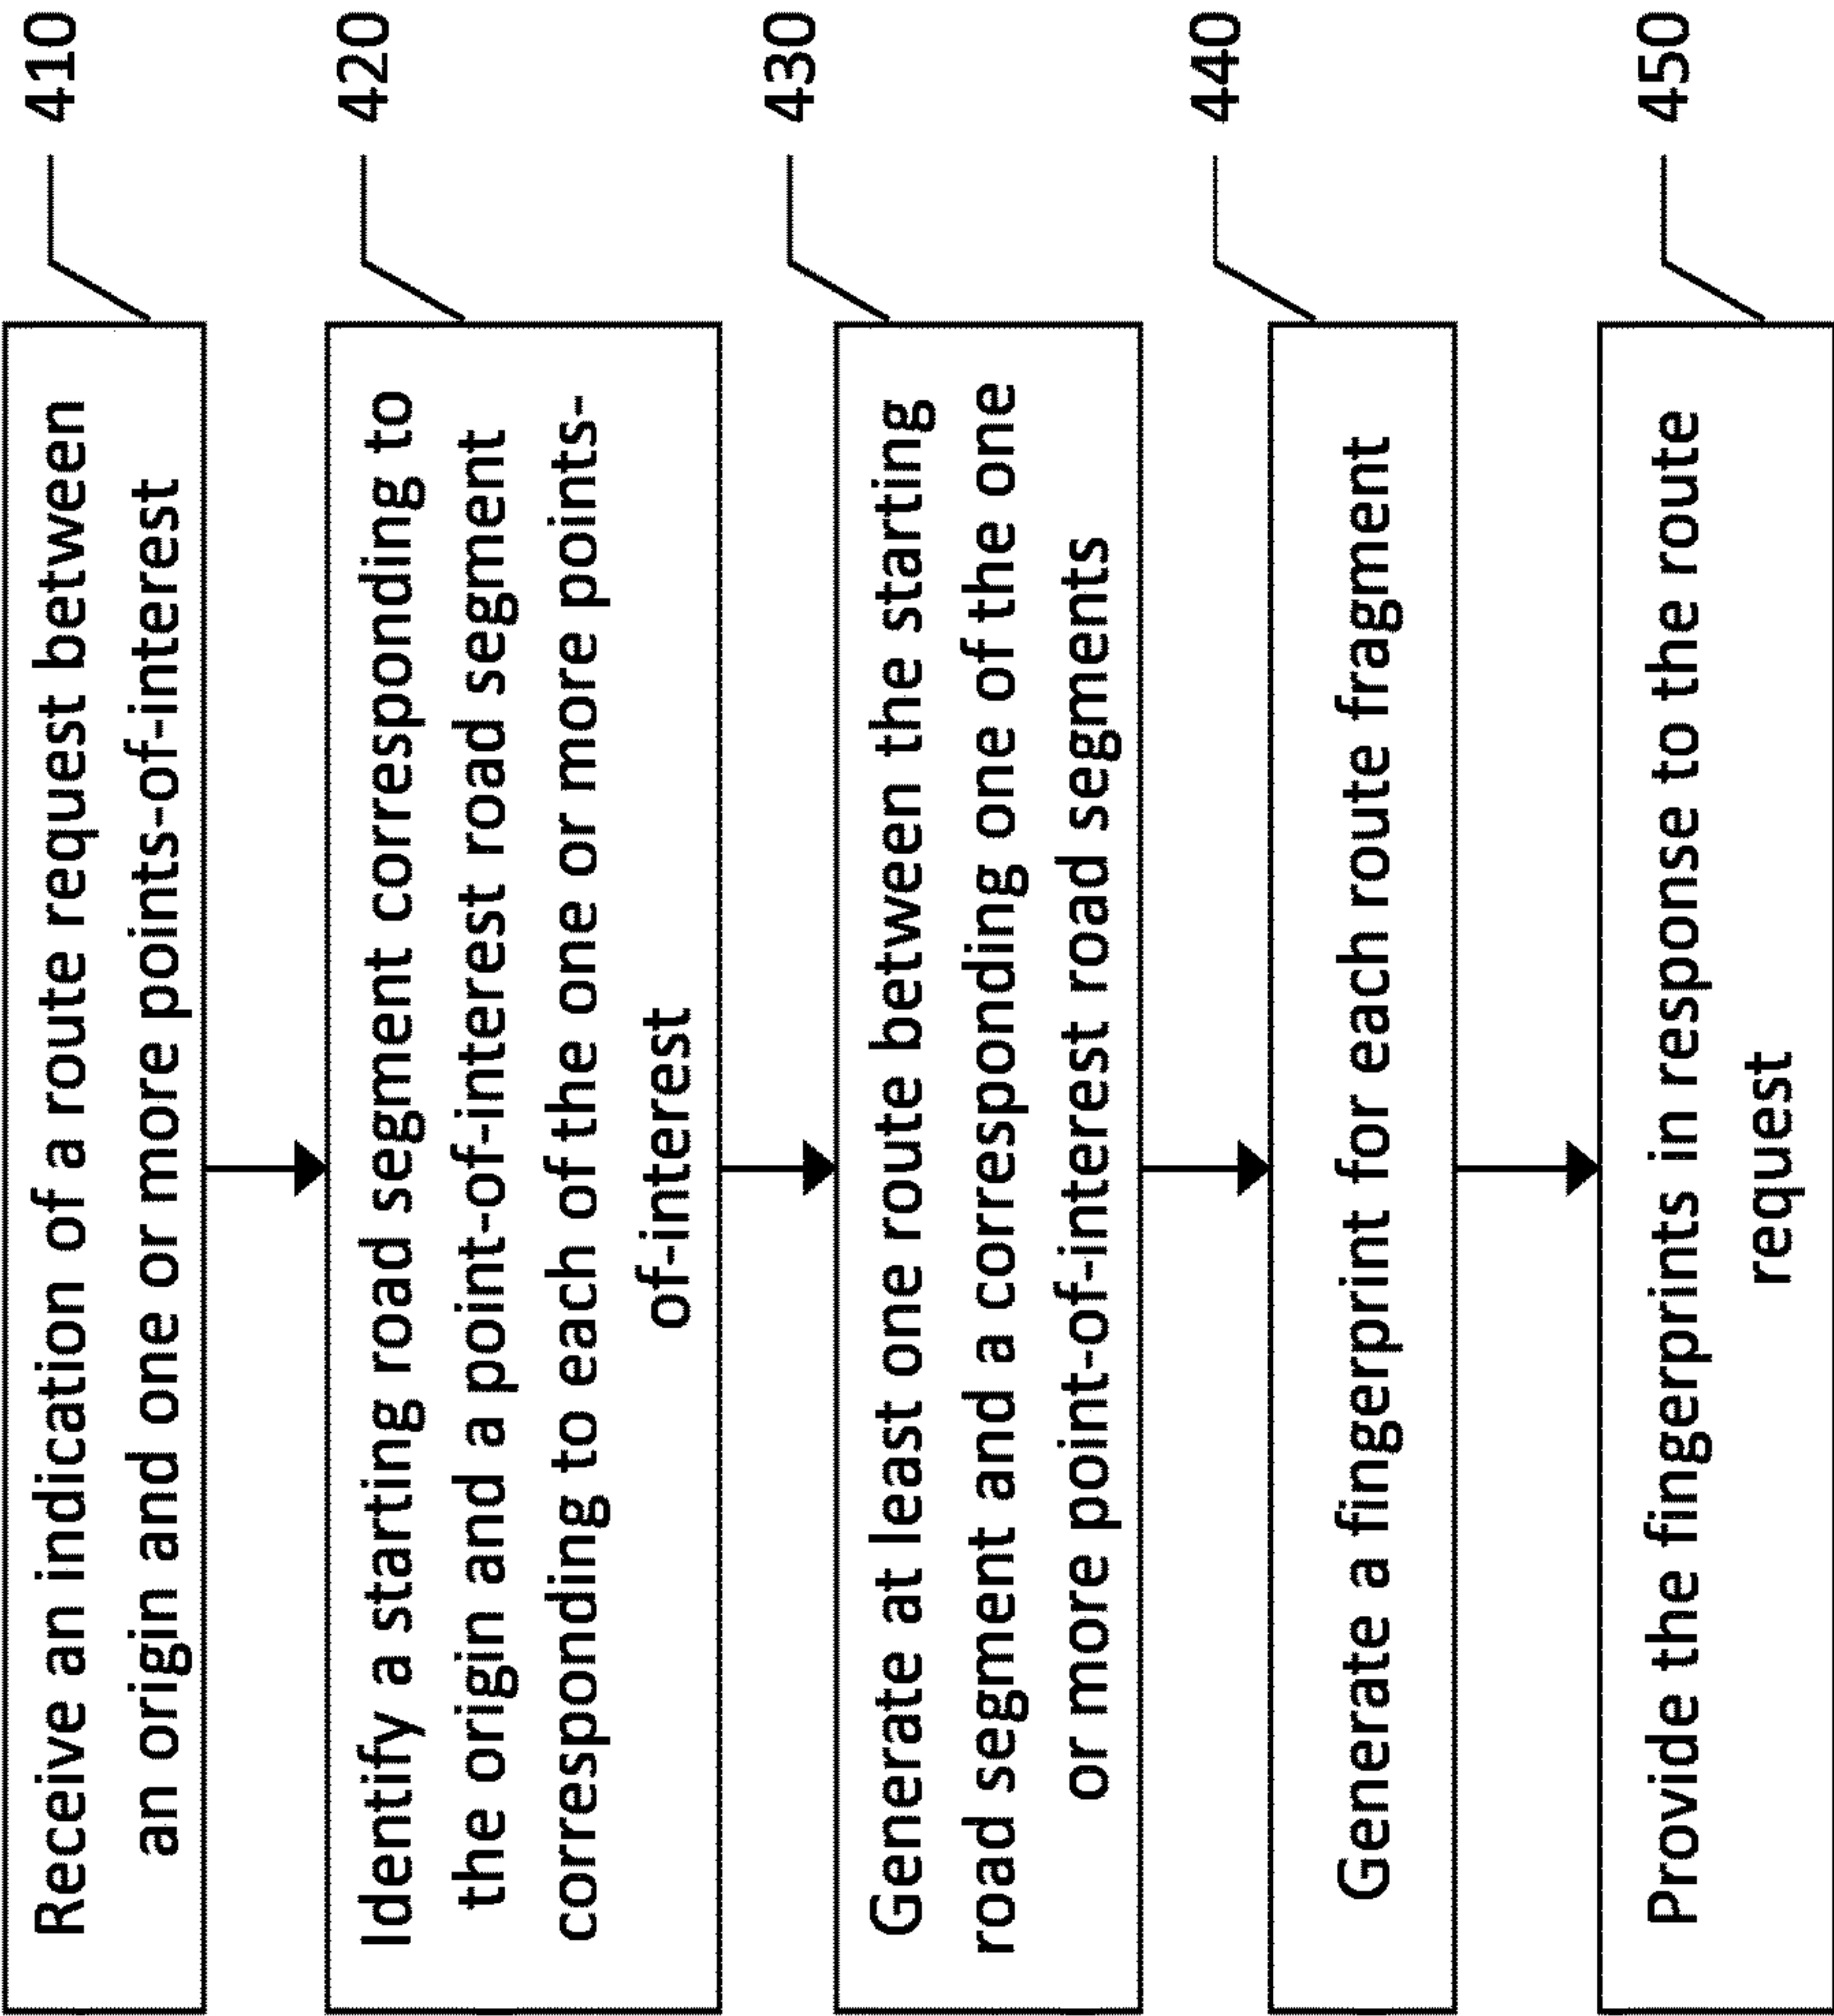 Receive an indication of a route request between
an origin and one or more points-of-interest
410
Identify a starting road segment corresponding to
the origin and a point-of-interest road segment
corresponding to each of the one or more points-
of-interest
420
Generate at least one route between the starting
road segment and a corresponding one of the one
or more point-of-interest road segments
430
Generate a fingerprint for each route fragment
440
Provide the fingerprints in response to the route
request
450